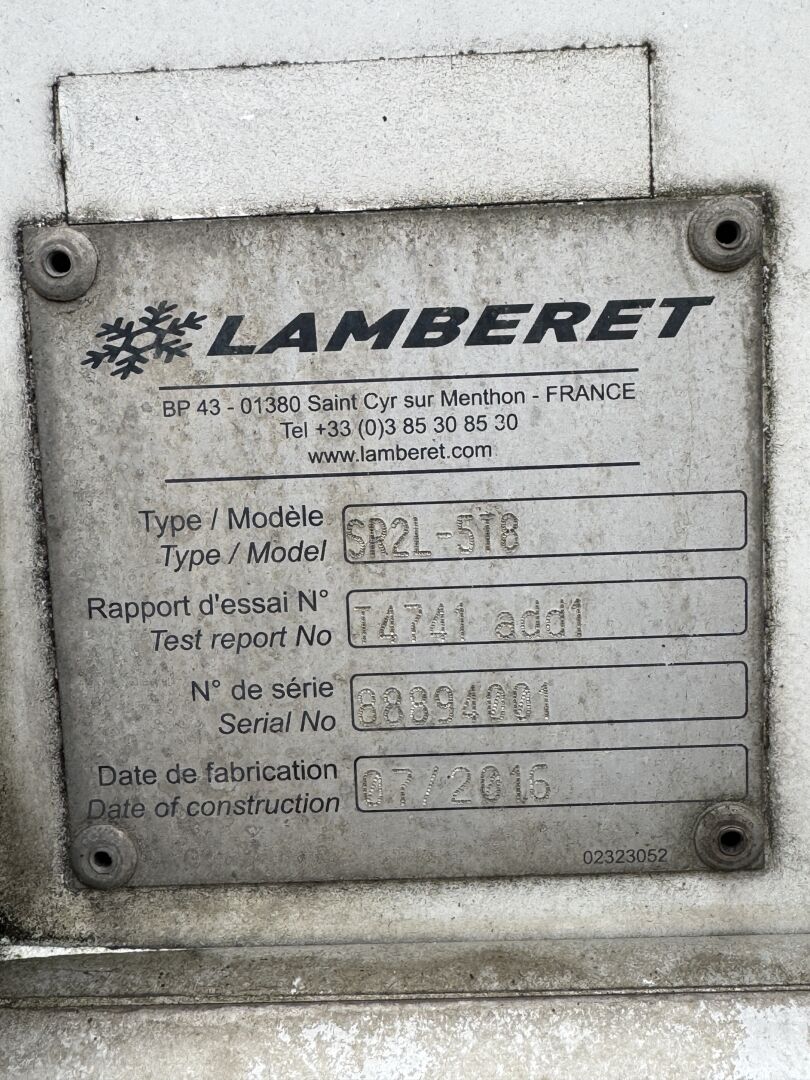 LAMBERET
BP 43 - 01380 Saint Cyr sur Menthon - FRANCE
Tel +33 (0)3 85 30 85 30
www.lamberet.com
Type / Modèle
Type / Model
SR2L-5T8
Rapport d'essai N°
Test report No
T4741 add1
N° de série
Serial No
88894001
Date de fabrication
Date of construction
07/2016
02323052